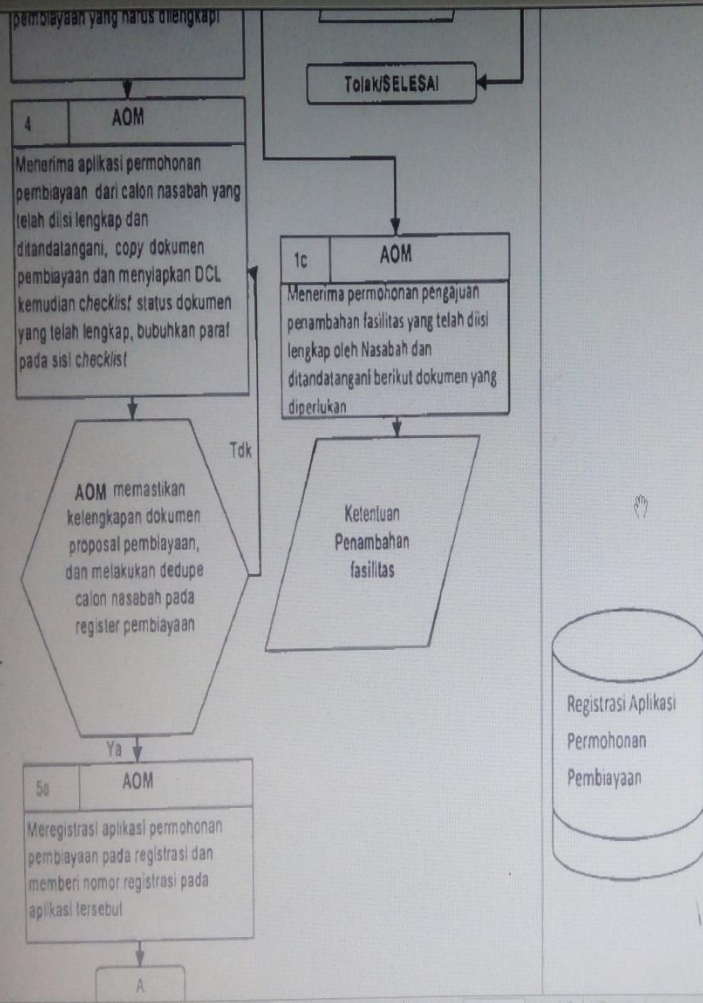 pembiayaan yang harus dilengkapi
Tolak/SELESAI
4
AOM
Menerima aplikasi permohonan
pembiayaan dari calon nasabah yang
telah diisi lengkap dan
ditandatangani, copy dokumen
pembiayaan dan menyiapkan DCL
kemudian checklist status dokumen
yang telah lengkap, bubuhkan paraf
pada sisi checklist
1c
AOM
Menerima permohonan pengajuan
penambahan fasilitas yang telah diisi
lengkap oleh Nasabah dan
ditandatangani berikut dokumen yang
diperlukan
Tdk
AOM memastikan
kelengkapan dokumen
proposal pembiayaan,
dan melakukan dedupe
calon nasabah pada
register pembiayaan
Ketentuan
Penambahan
fasilitas
Ya
5a
AOM
Meregistrasi aplikasi permohonan
pembiayaan pada registrasi dan
memberi nomor registrasi pada
aplikasi tersebut
A
Registrasi Aplikasi
Permohonan
Pembiayaan